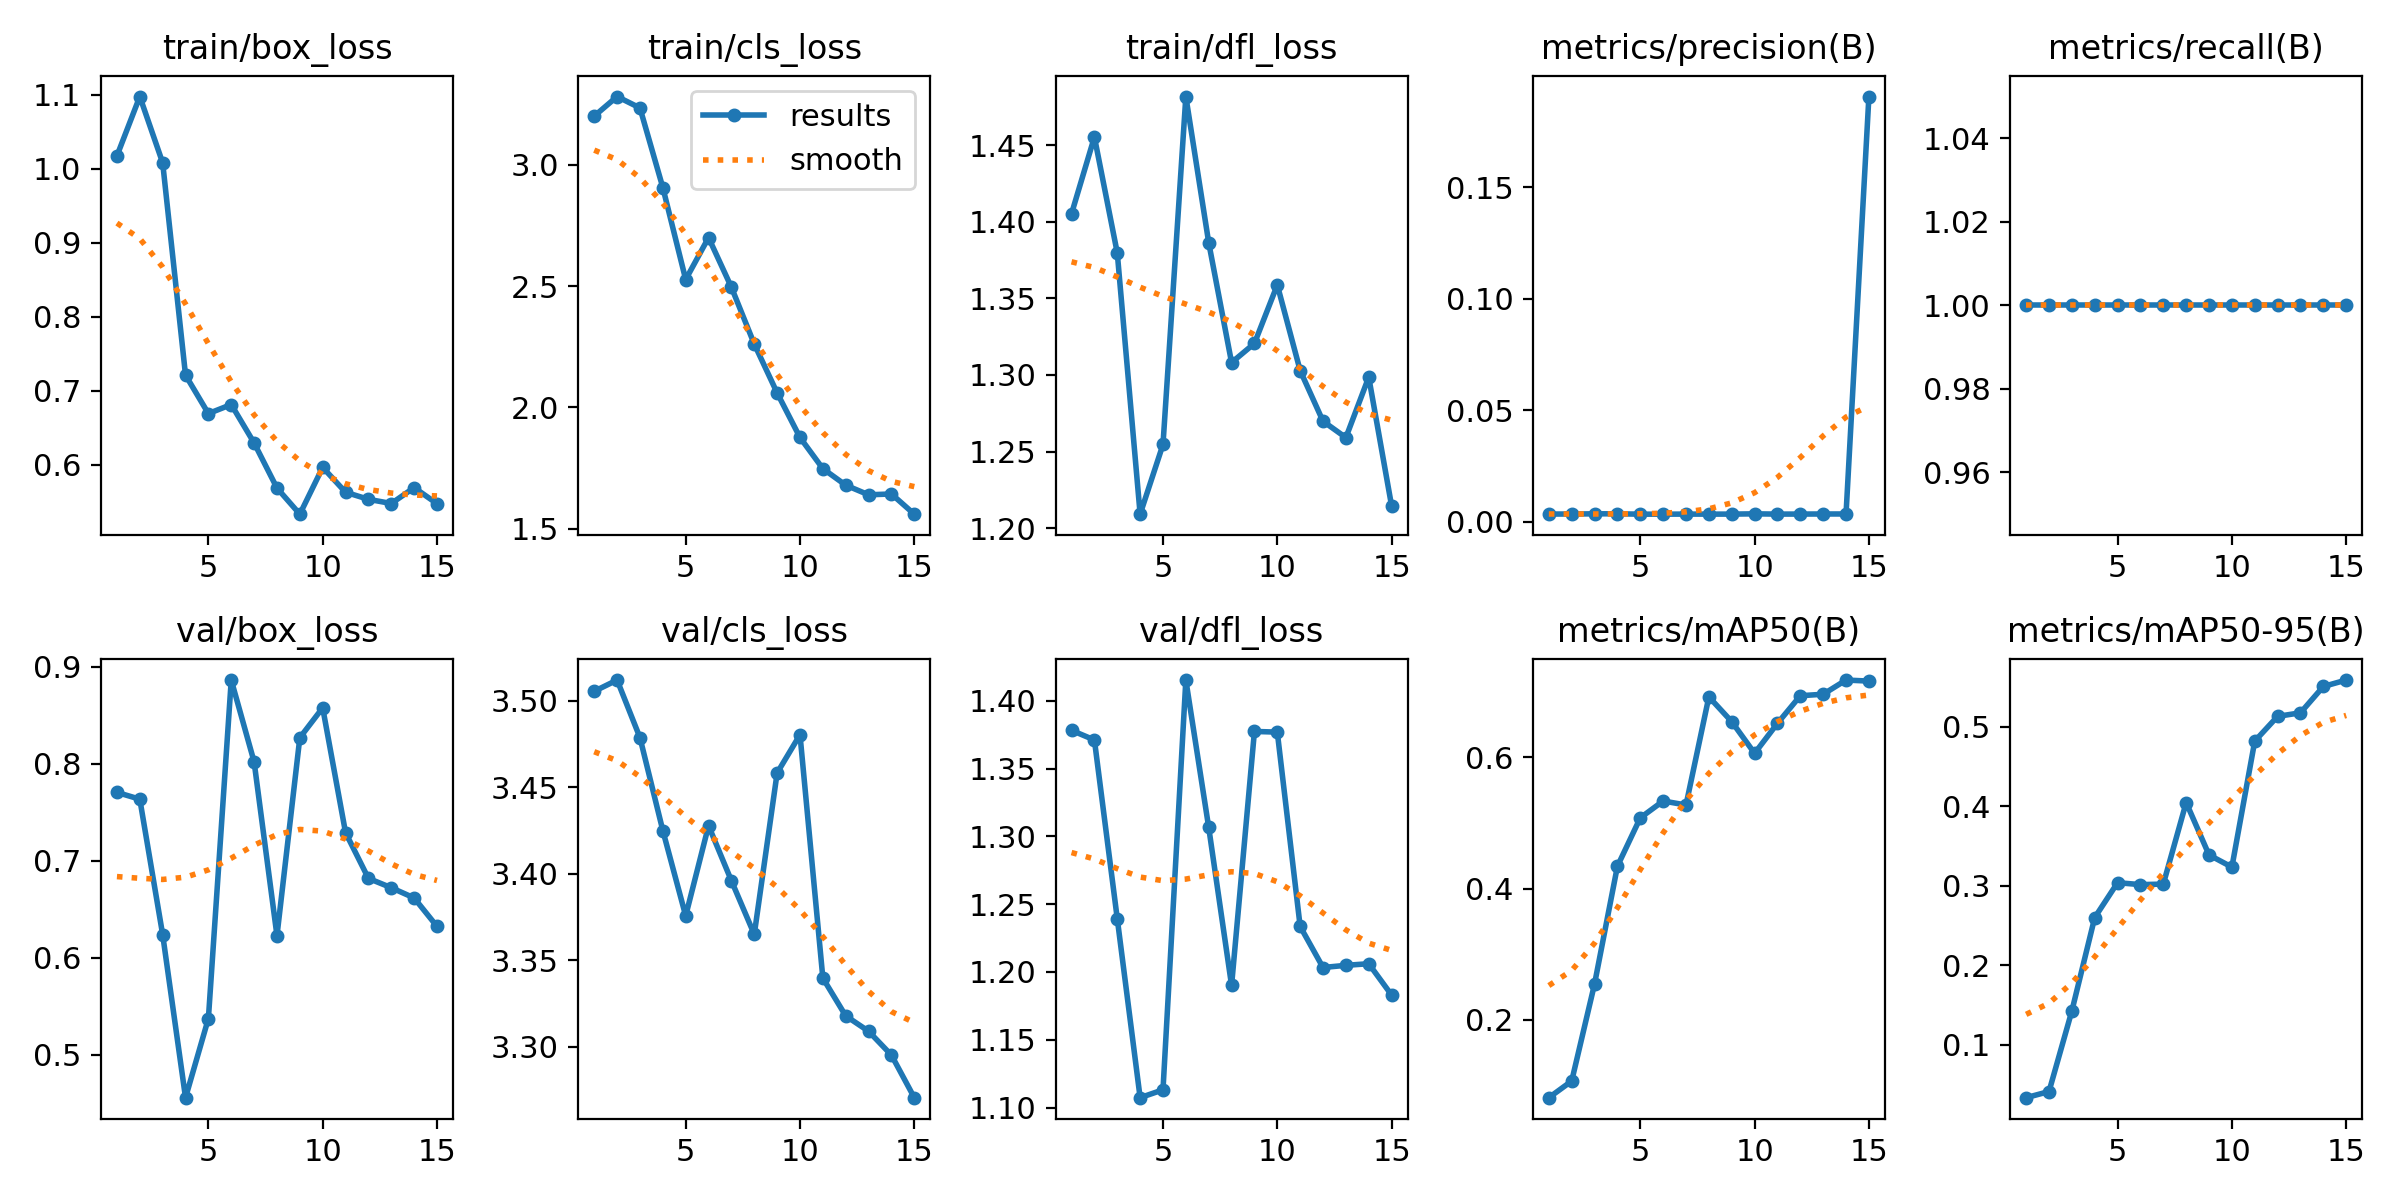 train/box_loss
train/cls_loss
train/dfl_loss
metrics/precision(B)
metrics/recall(B)
1.1
1.0
0.9
0.8
0.7
0.6
5 10 15
results
smooth
3.0
2.5
2.0
1.5
5 10 15
1.45
1.40
1.35
1.30
1.25
1.20
5 10 15
0.15
0.10
0.05
0.00
5 10 15
1.04
1.02
1.00
0.98
0.96
5 10 15
val/box_loss
val/cls_loss
val/dfl_loss
metrics/mAP50(B)
metrics/mAP50-95(B)
0.9
0.8
0.7
0.6
0.5
5 10 15
3.50
3.45
3.40
3.35
3.30
5 10 15
1.40
1.35
1.30
1.25
1.20
1.15
1.10
5 10 15
0.6
0.4
0.2
5 10 15
0.5
0.4
0.3
0.2
0.1
5 10 15